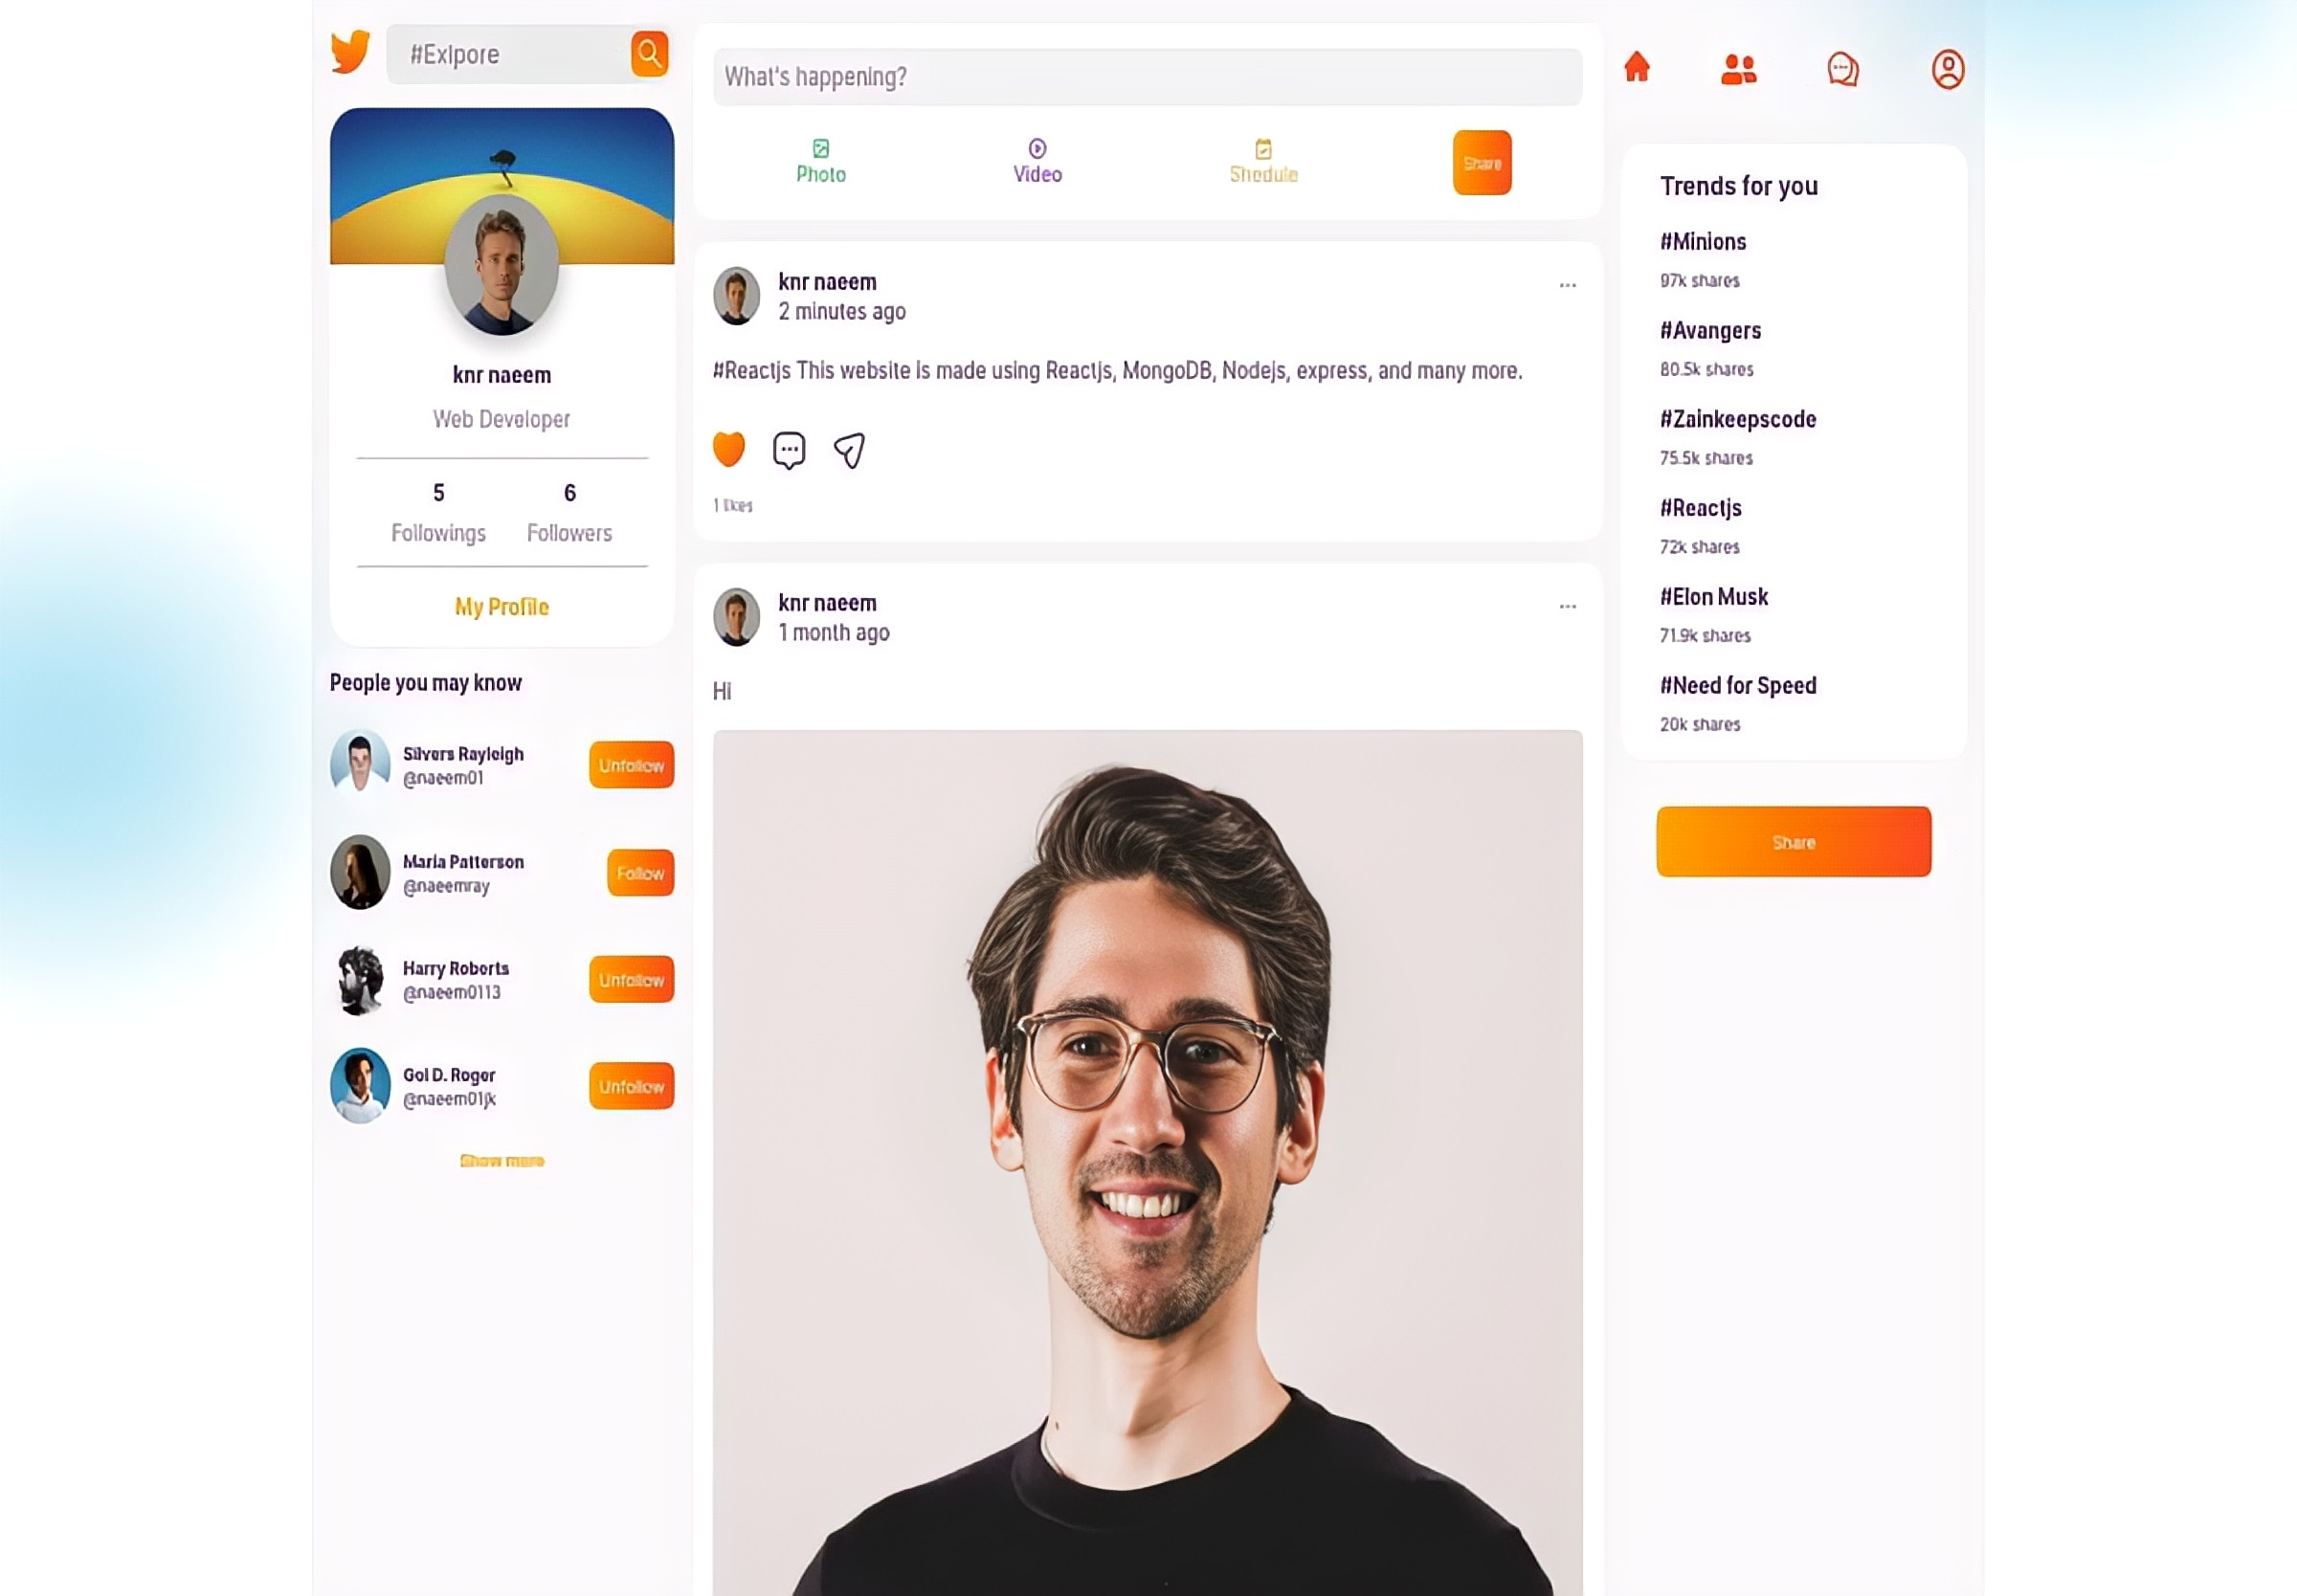 #Exlpore
knr naeem
Web Developer
5
6
Followings
Followers
My Profile
People you may know
Silvers Rayleigh
@naeem01
Unfollow
Maria Patterson
@naeemray
Follow
Harry Roberts
@naeem0113
Unfollow
Gol D. Roger
@naeem01jk
Unfollow
Show more
What's happening?
Photo
Video
Shedule
Share
knr naeem
2 minutes ago
...
#Reactjs This website is made using Reactjs, MongoDB, Nodejs, express, and many more.
1 likes
knr naeem
1 month ago
...
Hi
Trends for you
#Minions
97k shares
#Avangers
80.5k shares
#Zainkeepscode
75.5k shares
#Reactjs
72k shares
#Elon Musk
71.9k shares
#Need for Speed
20k shares
Share